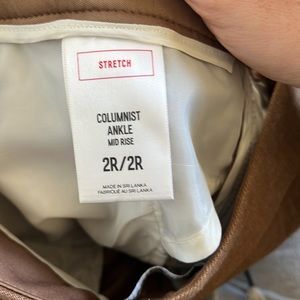 STRETCH
COLUMNIST
ANKLE
MID RISE
2R/2R
MADE IN SRI LANKA
FABRIQUÉ AU SRI LANKA